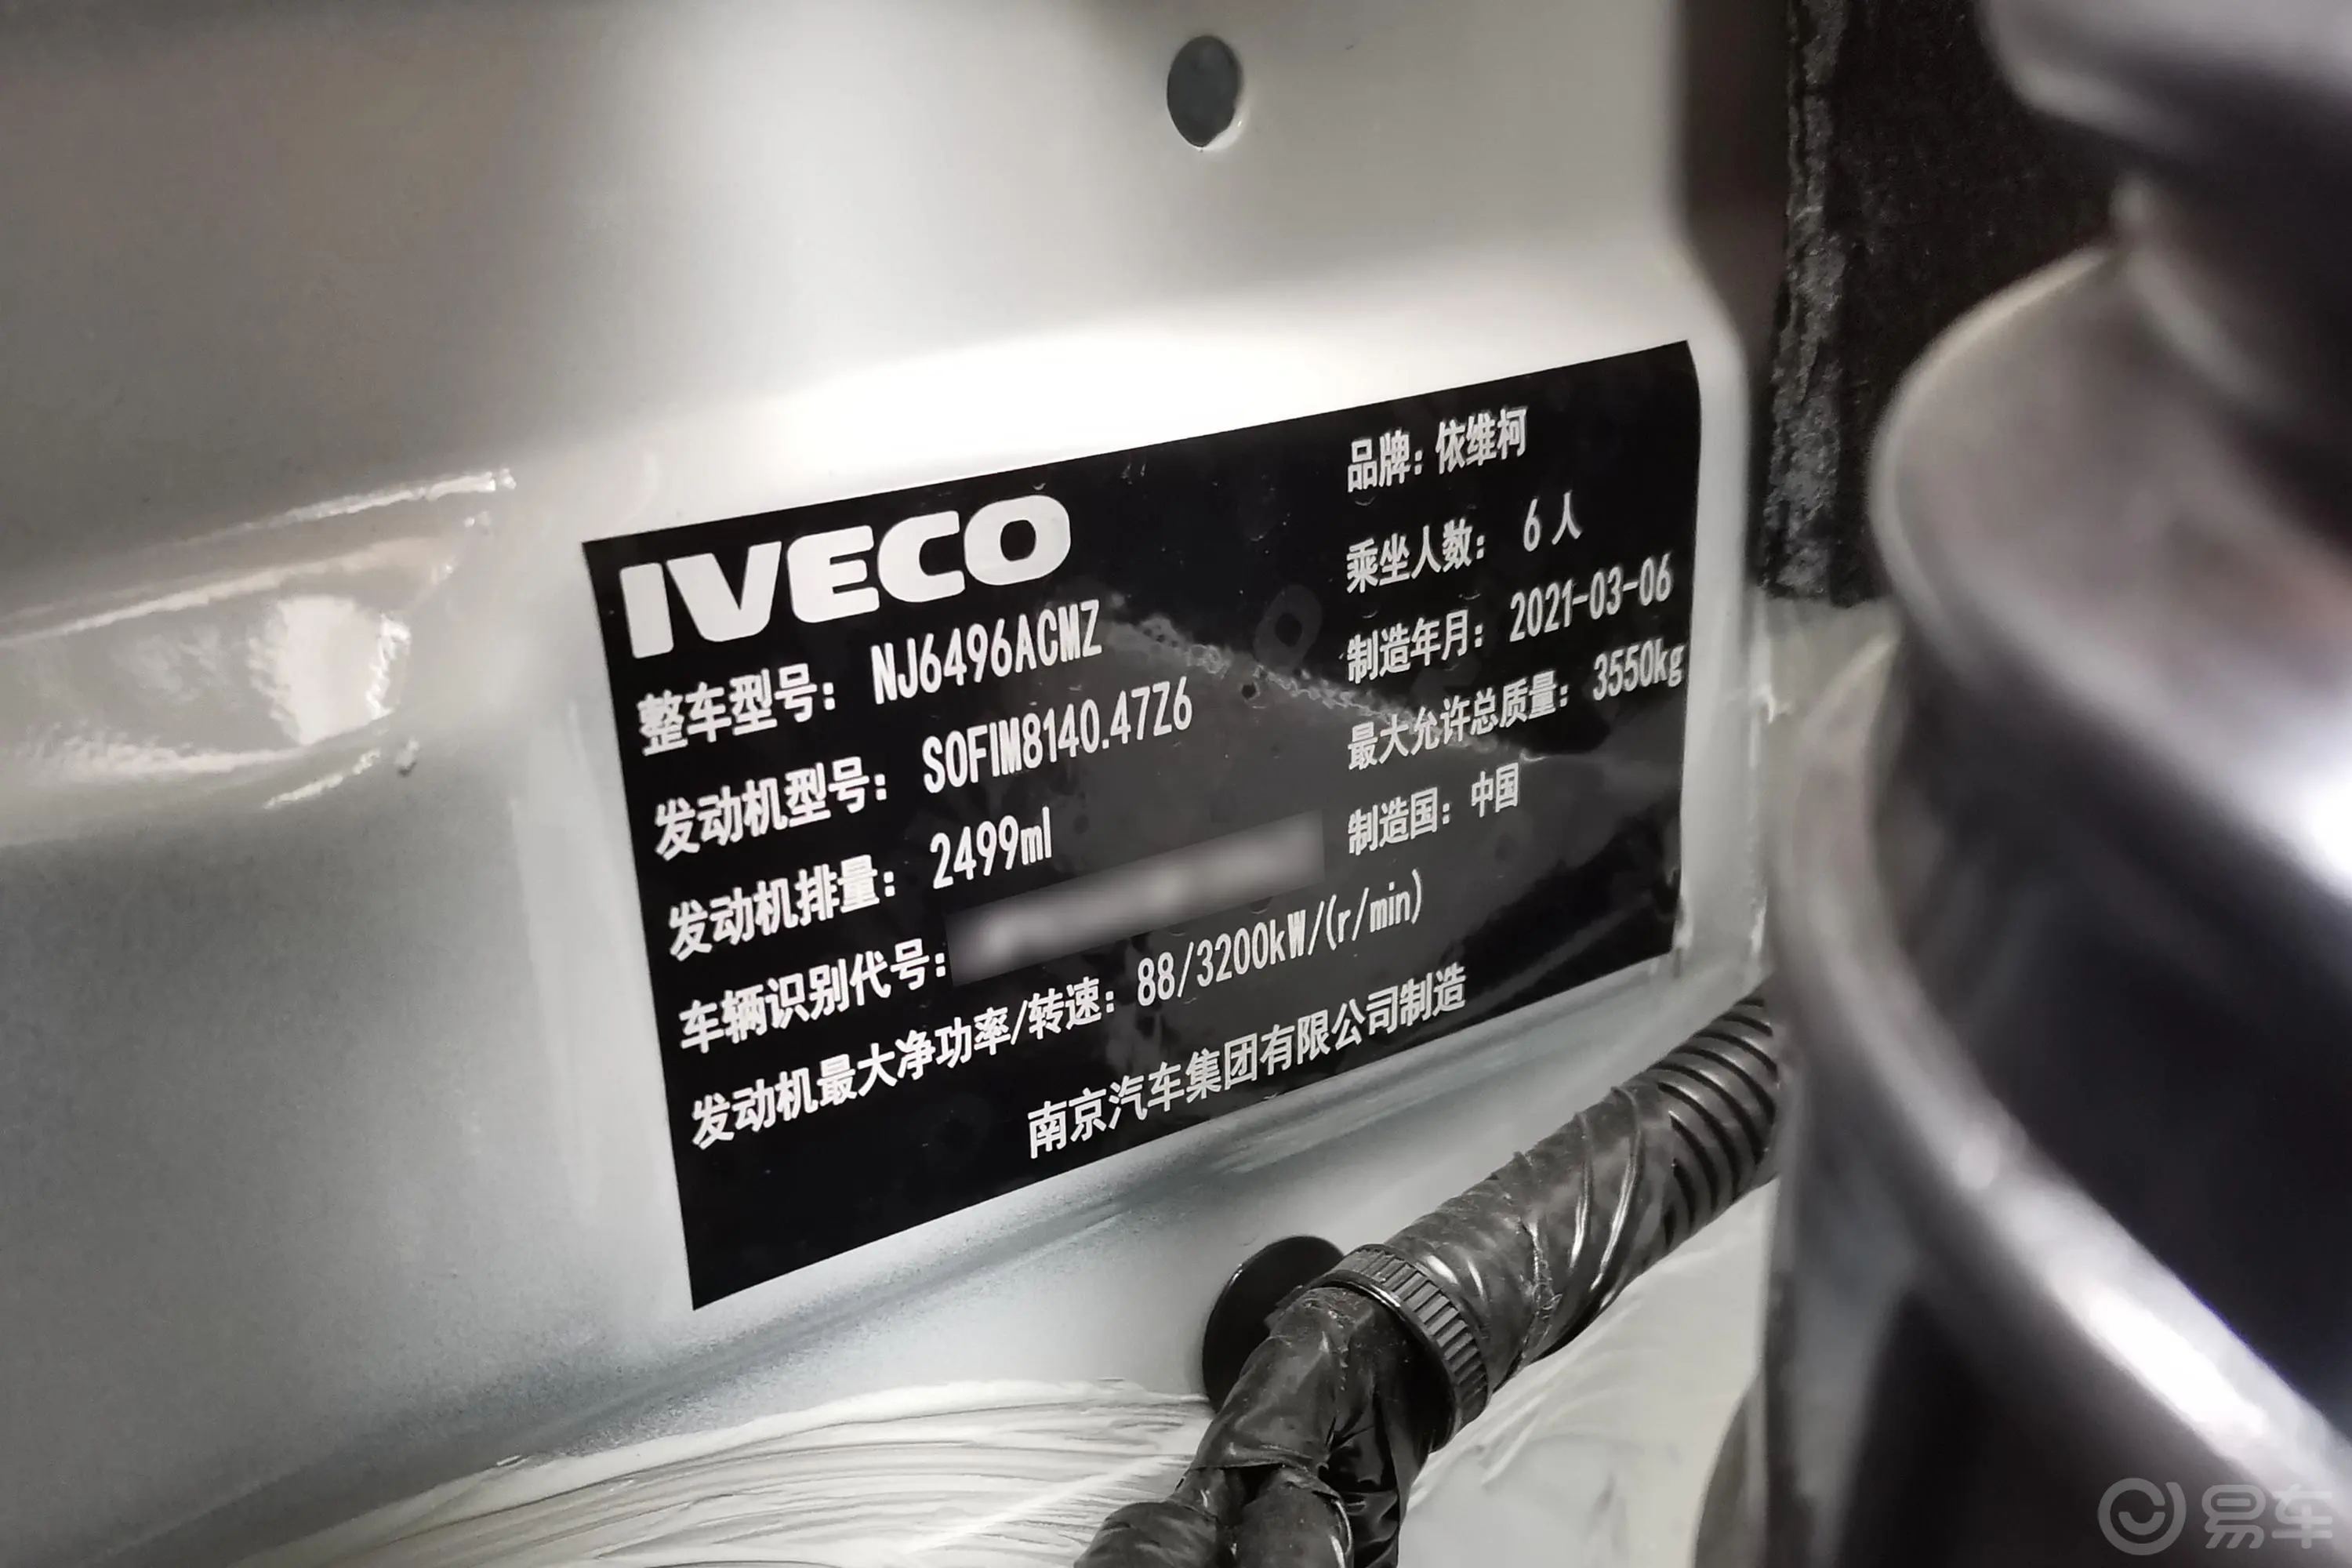 IVECO
品牌：依维柯
整车型号：NJ6496ACMZ
乘坐人数：6人
发动机型号：SOFIM8140.47Z6
制造年月：2021-03-06
发动机排量：2499ml
最大允许总质量：3550kg
车辆识别代号：
制造国：中国
发动机最大净功率/转速：88/3200kW/(r/min)
南京汽车集团有限公司制造
易车